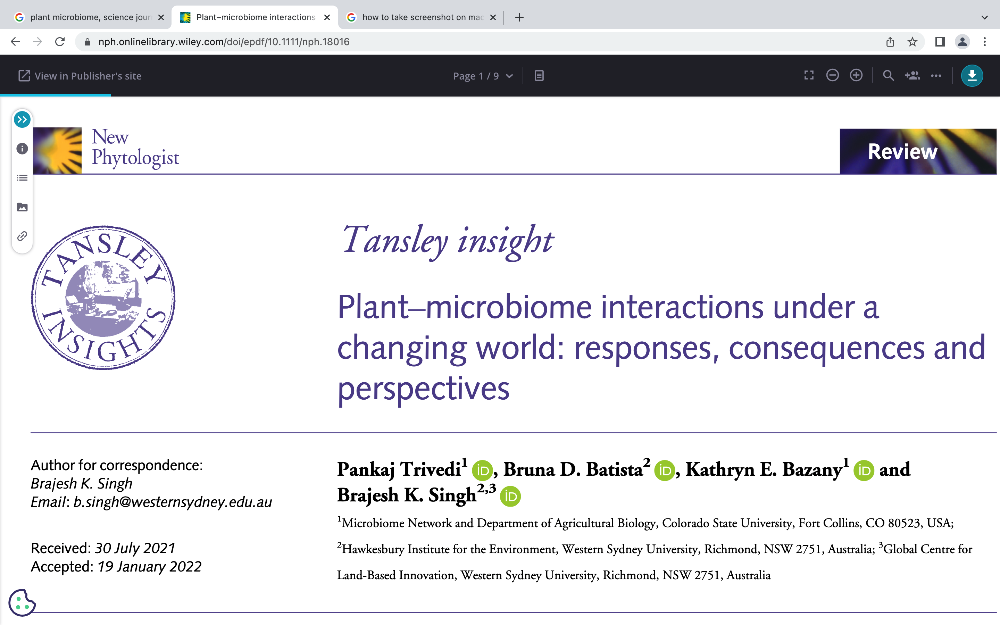 plant microbiome, science jour
Plant–microbiome interactions
how to take screenshot on mac
nph.onlinelibrary.wiley.com/doi/epdf/10.1111/nph.18016
View in Publisher's site
Page 1 / 9
New
Phytologist
Review
TANSLEY
INSIGHTS
Tansley insight
Plant–microbiome interactions under a
changing world: responses, consequences and
perspectives
Author for correspondence:
Brajesh K. Singh
Email: b.singh@westernsydney.edu.au
Received: 30 July 2021
Accepted: 19 January 2022
Pankaj Trivedi1 iD, Bruna D. Batista2 iD, Kathryn E. Bazany1 iD and
Brajesh K. Singh2,3 iD
1Microbiome Network and Department of Agricultural Biology, Colorado State University, Fort Collins, CO 80523, USA;
2Hawkesbury Institute for the Environment, Western Sydney University, Richmond, NSW 2751, Australia; 3Global Centre for
Land-Based Innovation, Western Sydney University, Richmond, NSW 2751, Australia